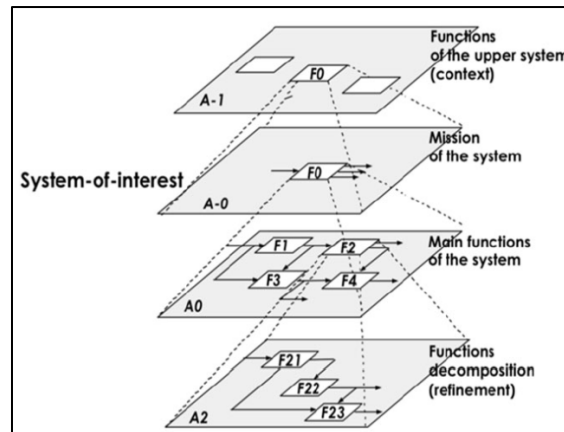 Functions
of the upper system
(context)
F0
A-1
Mission
of the system
System-of-interest
F0
A-0
F1
F2
Main functions
of the system
F3
F4
A0
F21
Functions
decomposition
(refinement)
F22
F23
A2